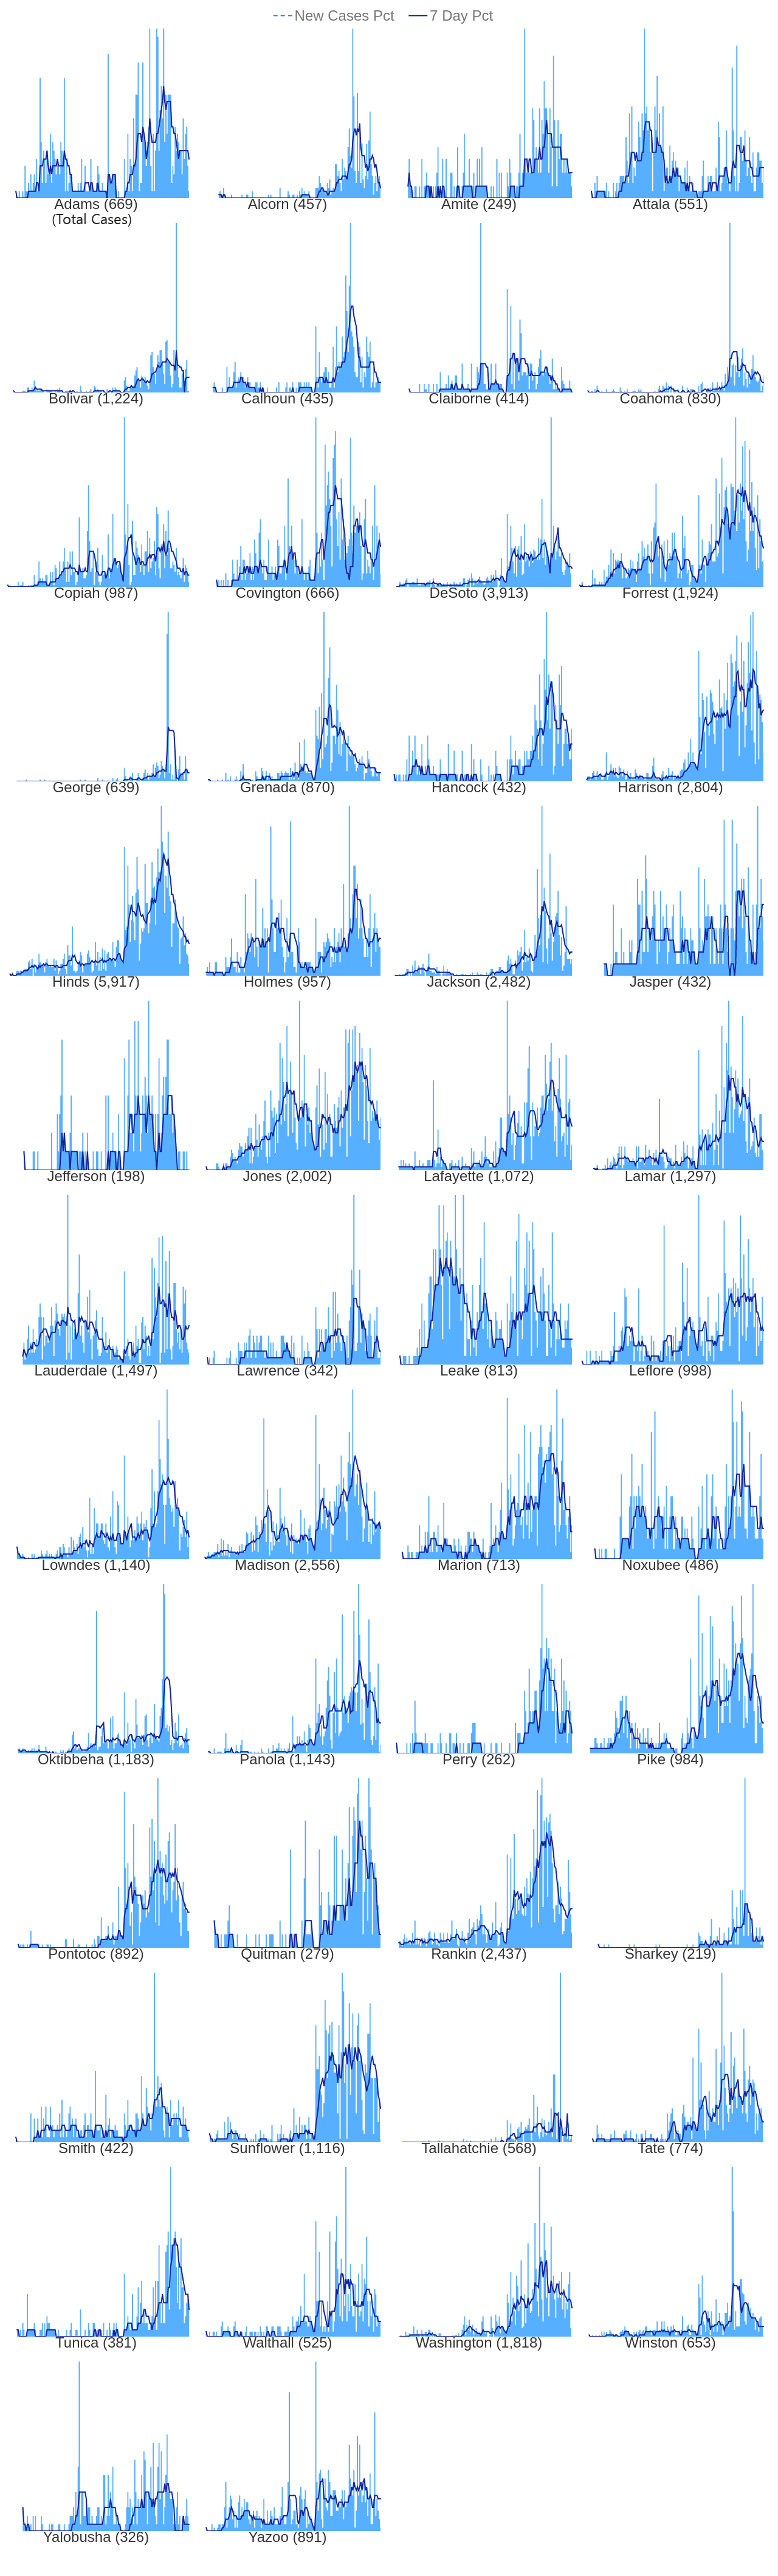 New Cases Pct 7 Day Pct
Adams (669) Alcorn (457) Amite (249) Attala (551)
(Total Cases)
Bolivar (1,224) Calhoun (435) Claiborne (414) Coahoma (830)
Copiah (987) Covington (666) DeSoto (3,913) Forrest (1,924)
George (639) Grenada (870) Hancock (432) Harrison (2,804)
Hinds (5,917) Holmes (957) Jackson (2,482) Jasper (432)
Jefferson (198) Jones (2,002) Lafayette (1,072) Lamar (1,297)
Lauderdale (1,497) Lawrence (342) Leake (813) Leflore (998)
Lowndes (1,140) Madison (2,556) Marion (713) Noxubee (486)
Oktibbeha (1,183) Panola (1,143) Perry (262) Pike (984)
Pontotoc (892) Quitman (279) Rankin (2,437) Sharkey (219)
Smith (422) Sunflower (1,116) Tallahatchie (568) Tate (774)
Tunica (381) Walthall (525) Washington (1,818) Winston (653)
Yalobusha (326) Yazoo (891)